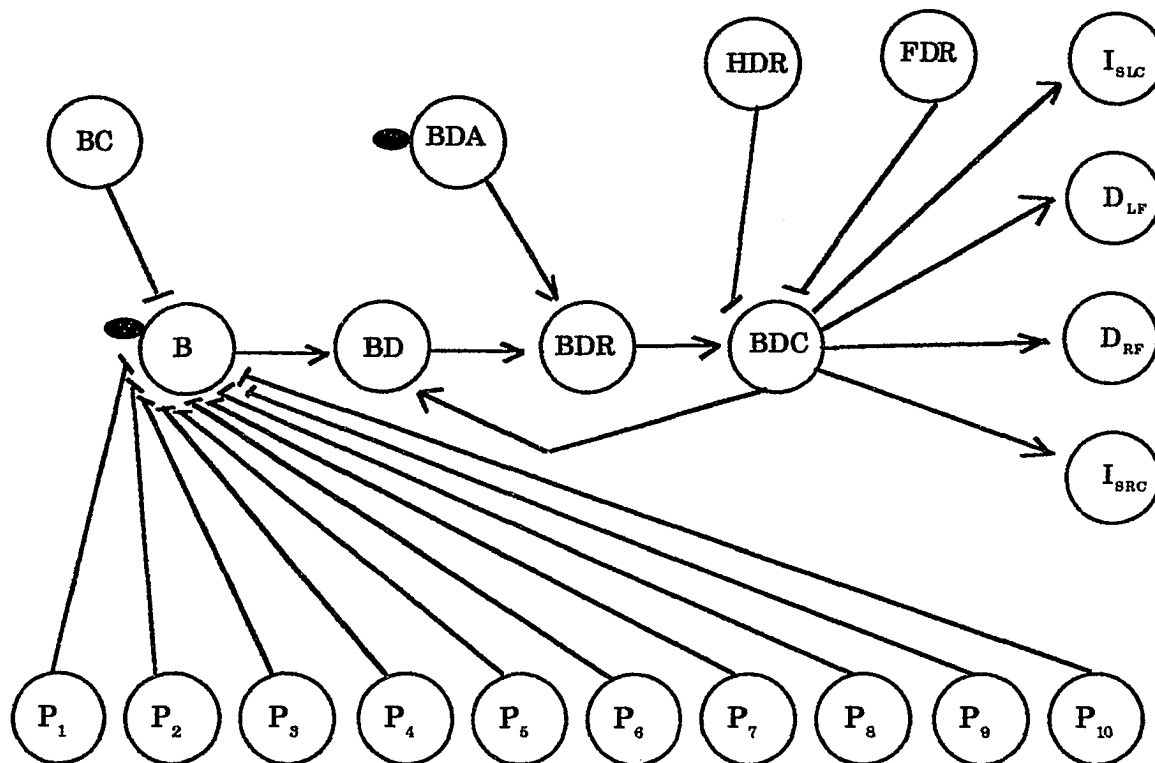 HDR
FDR
I_SLC
BC
BDA
D_LF
B
BD
BDR
BDC
D_RF
I_SRC
P_1
P_2
P_3
P_4
P_5
P_6
P_7
P_8
P_9
P_10